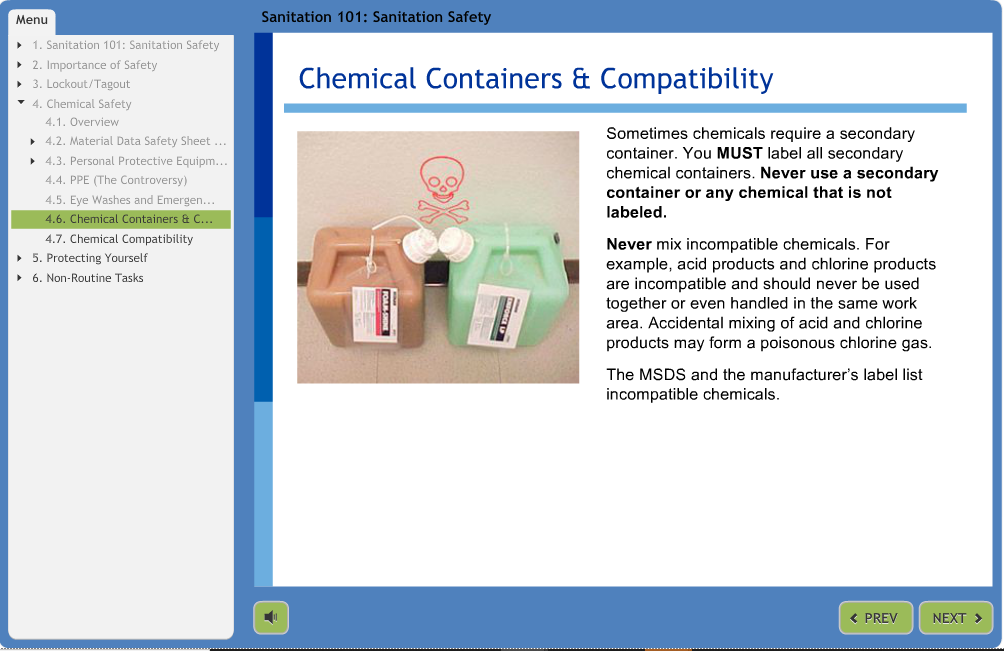 Menu
Sanitation 101: Sanitation Safety
1. Sanitation 101: Sanitation Safety
2. Importance of Safety
3. Lockout/Tagout
4. Chemical Safety
4.1. Overview
4.2. Material Data Safety Sheet ...
4.3. Personal Protective Equipm...
4.4. PPE (The Controversy)
4.5. Eye Washes and Emergen...
4.6. Chemical Containers & C...
4.7. Chemical Compatibility
5. Protecting Yourself
6. Non-Routine Tasks
Chemical Containers & Compatibility
Sometimes chemicals require a secondary
container. You MUST label all secondary
chemical containers. Never use a secondary
container or any chemical that is not
labeled.
Never mix incompatible chemicals. For
example, acid products and chlorine products
are incompatible and should never be used
together or even handled in the same work
area. Accidental mixing of acid and chlorine
products may form a poisonous chlorine gas.
The MSDS and the manufacturer's label list
incompatible chemicals.
PREV
NEXT